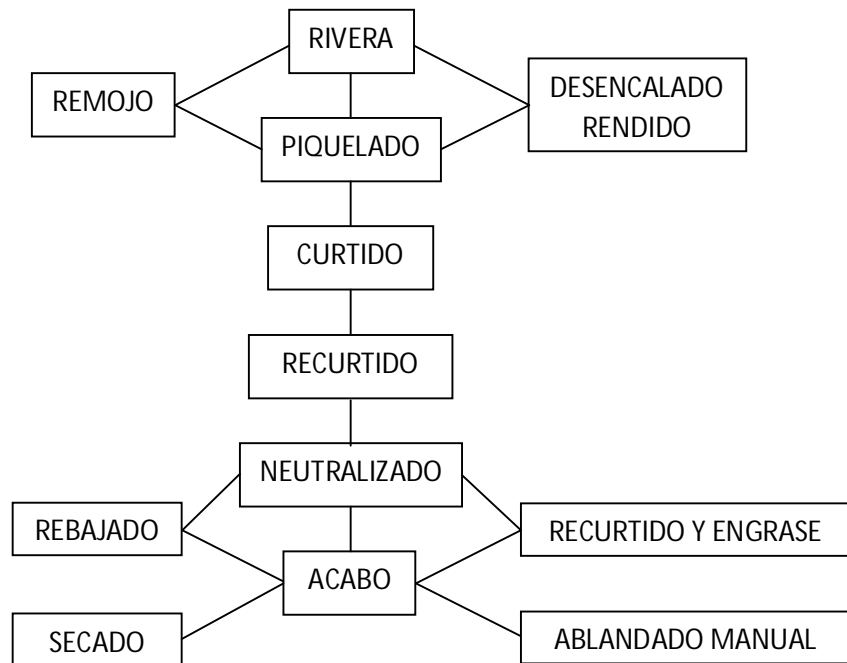 RIVERA
REMOJO
DESENCALADO
RENDIDO
PIQUELADO
CURTIDO
RECURTIDO
NEUTRALIZADO
REBAJADO
RECURTIDO Y ENGRASE
ACABO
SECADO
ABLANDADO MANUAL